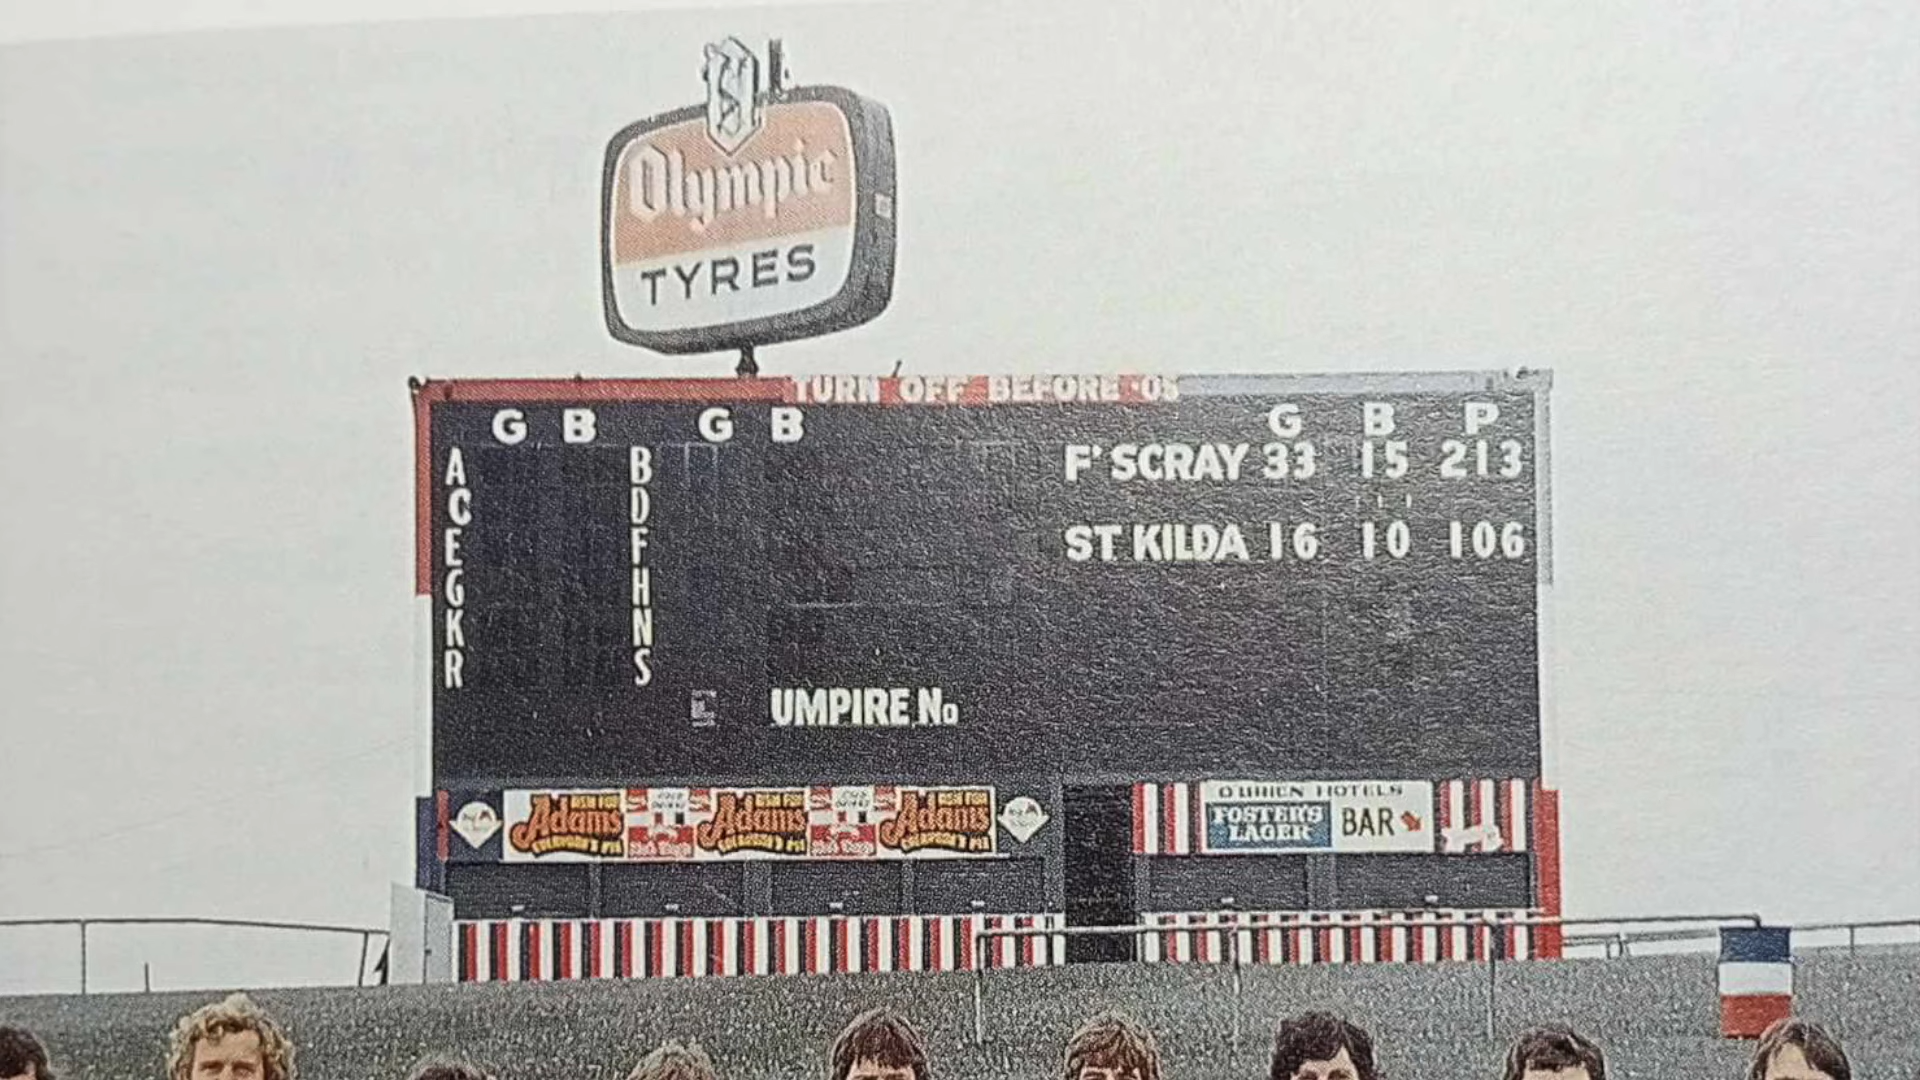 Olympic
TYRES
TURN OFF BEFORE
G B G B G B P
A B F'SCRAY 33 15 213
C D
E F ST KILDA 16 10 106
G H
K N
R S
UMPIRE No
Adams Adams Adams
O'BRIEN HOTELS
FOSTER'S
LAGER
BAR